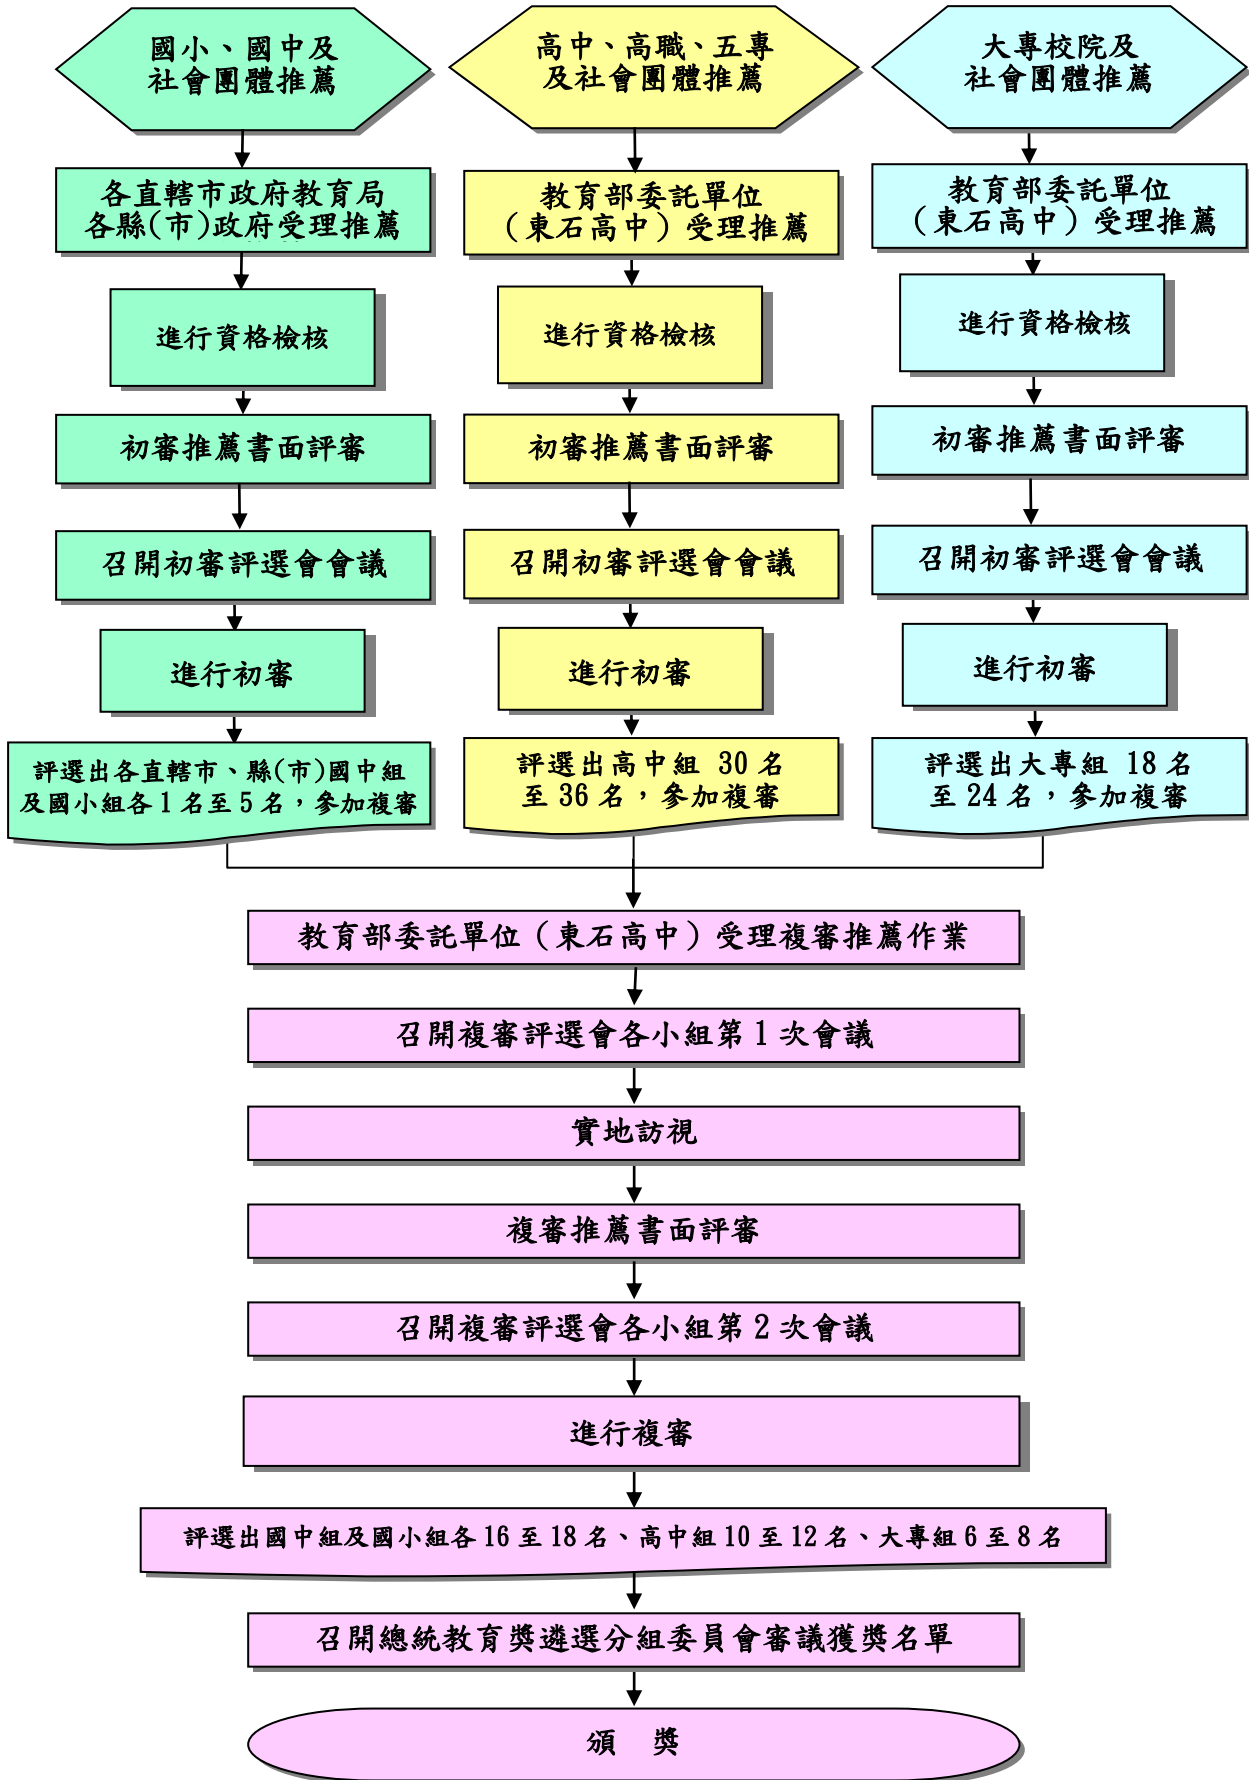 國小、國中及
社會團體推薦
各直轄市政府教育局
各縣(市)政府受理推薦
進行資格檢核
初審推薦書面評審
召開初審評選會會議
進行初審
評選出各直轄市、縣(市)國中組
及國小組各1名至5名，參加複審
高中、高職、五專
及社會團體推薦
教育部委託單位
（東石高中）受理推薦
進行資格檢核
初審推薦書面評審
召開初審評選會會議
進行初審
評選出高中組 30名
至36名，參加複審
大專校院及
社會團體推薦
教育部委託單位
（東石高中）受理推薦
進行資格檢核
初審推薦書面評審
召開初審評選會會議
進行初審
評選出大專組 18名
至24名，參加複審
教育部委託單位（東石高中）受理複審推薦作業
召開複審評選會各小組第1次會議
實地訪視
複審推薦書面評審
召開複審評選會各小組第2次會議
進行複審
評選出國中組及國小組各16至18名、高中組10至12名、大專組6至8名
召開總統教育獎遴選分組委員會審議獲獎名單
頒 獎